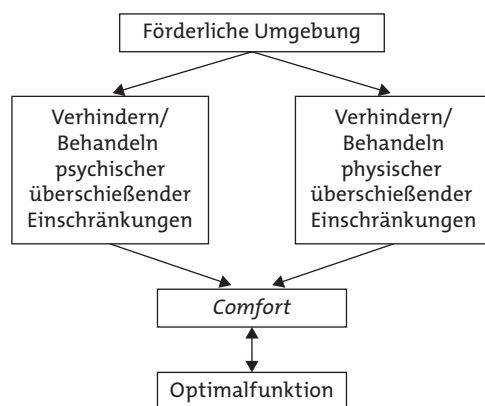 Förderliche Umgebung
Verhindern/
Behandeln
psychischer
überschießender
Einschränkungen
Verhindern/
Behandeln
physischer
überschießender
Einschränkungen
Comfort
Optimalfunktion